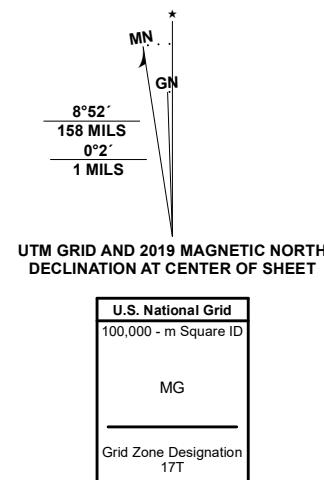 ★
MN
GN
8°52´
158 MILS
0°2´
1 MILS
UTM GRID AND 2019 MAGNETIC NORTH
DECLINATION AT CENTER OF SHEET
U.S. National Grid
100,000 - m Square ID
MG
Grid Zone Designation
17T